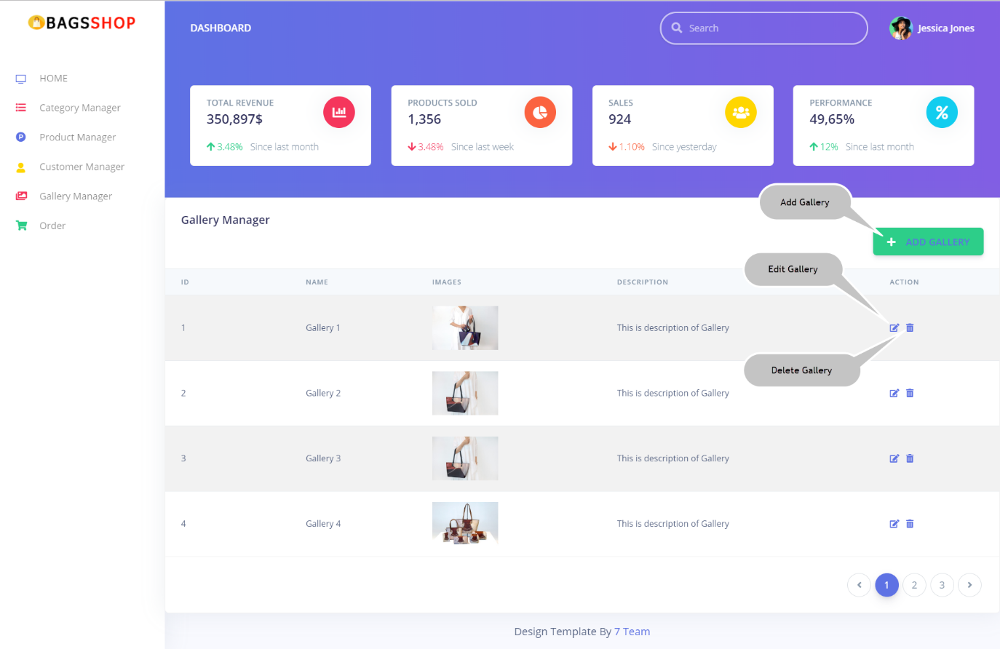 BAGSSHOP
HOME
Category Manager
Product Manager
Customer Manager
Gallery Manager
Order
DASHBOARD
Search
Jessica Jones
TOTAL REVENUE
350,897$
3.48% Since last month
PRODUCTS SOLD
1,356
3.48% Since last week
SALES
924
1.10% Since yesterday
PERFORMANCE
49,65%
12% Since last month
Add Gallery
Gallery Manager
+ ADD GALLERY
Edit Gallery
ID NAME IMAGES DESCRIPTION ACTION
1 Gallery 1 This is description of Gallery
Delete Gallery
2 Gallery 2 This is description of Gallery
3 Gallery 3 This is description of Gallery
4 Gallery 4 This is description of Gallery
1 2 3
Design Template By 7 Team